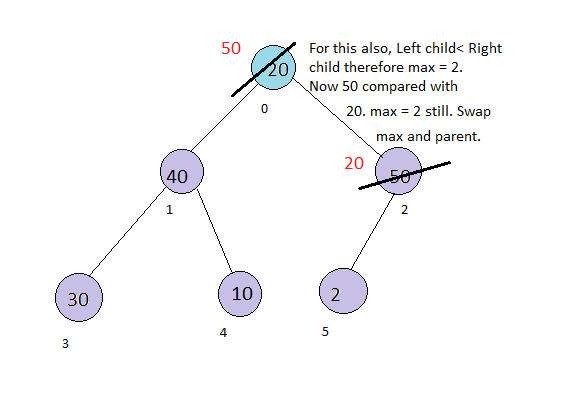 50
20
For this also, Left child< Right
child therefore max = 2.
Now 50 compared with
20. max = 2 still. Swap
max and parent.
0
20
40
50
1
2
30
10
2
3
4
5